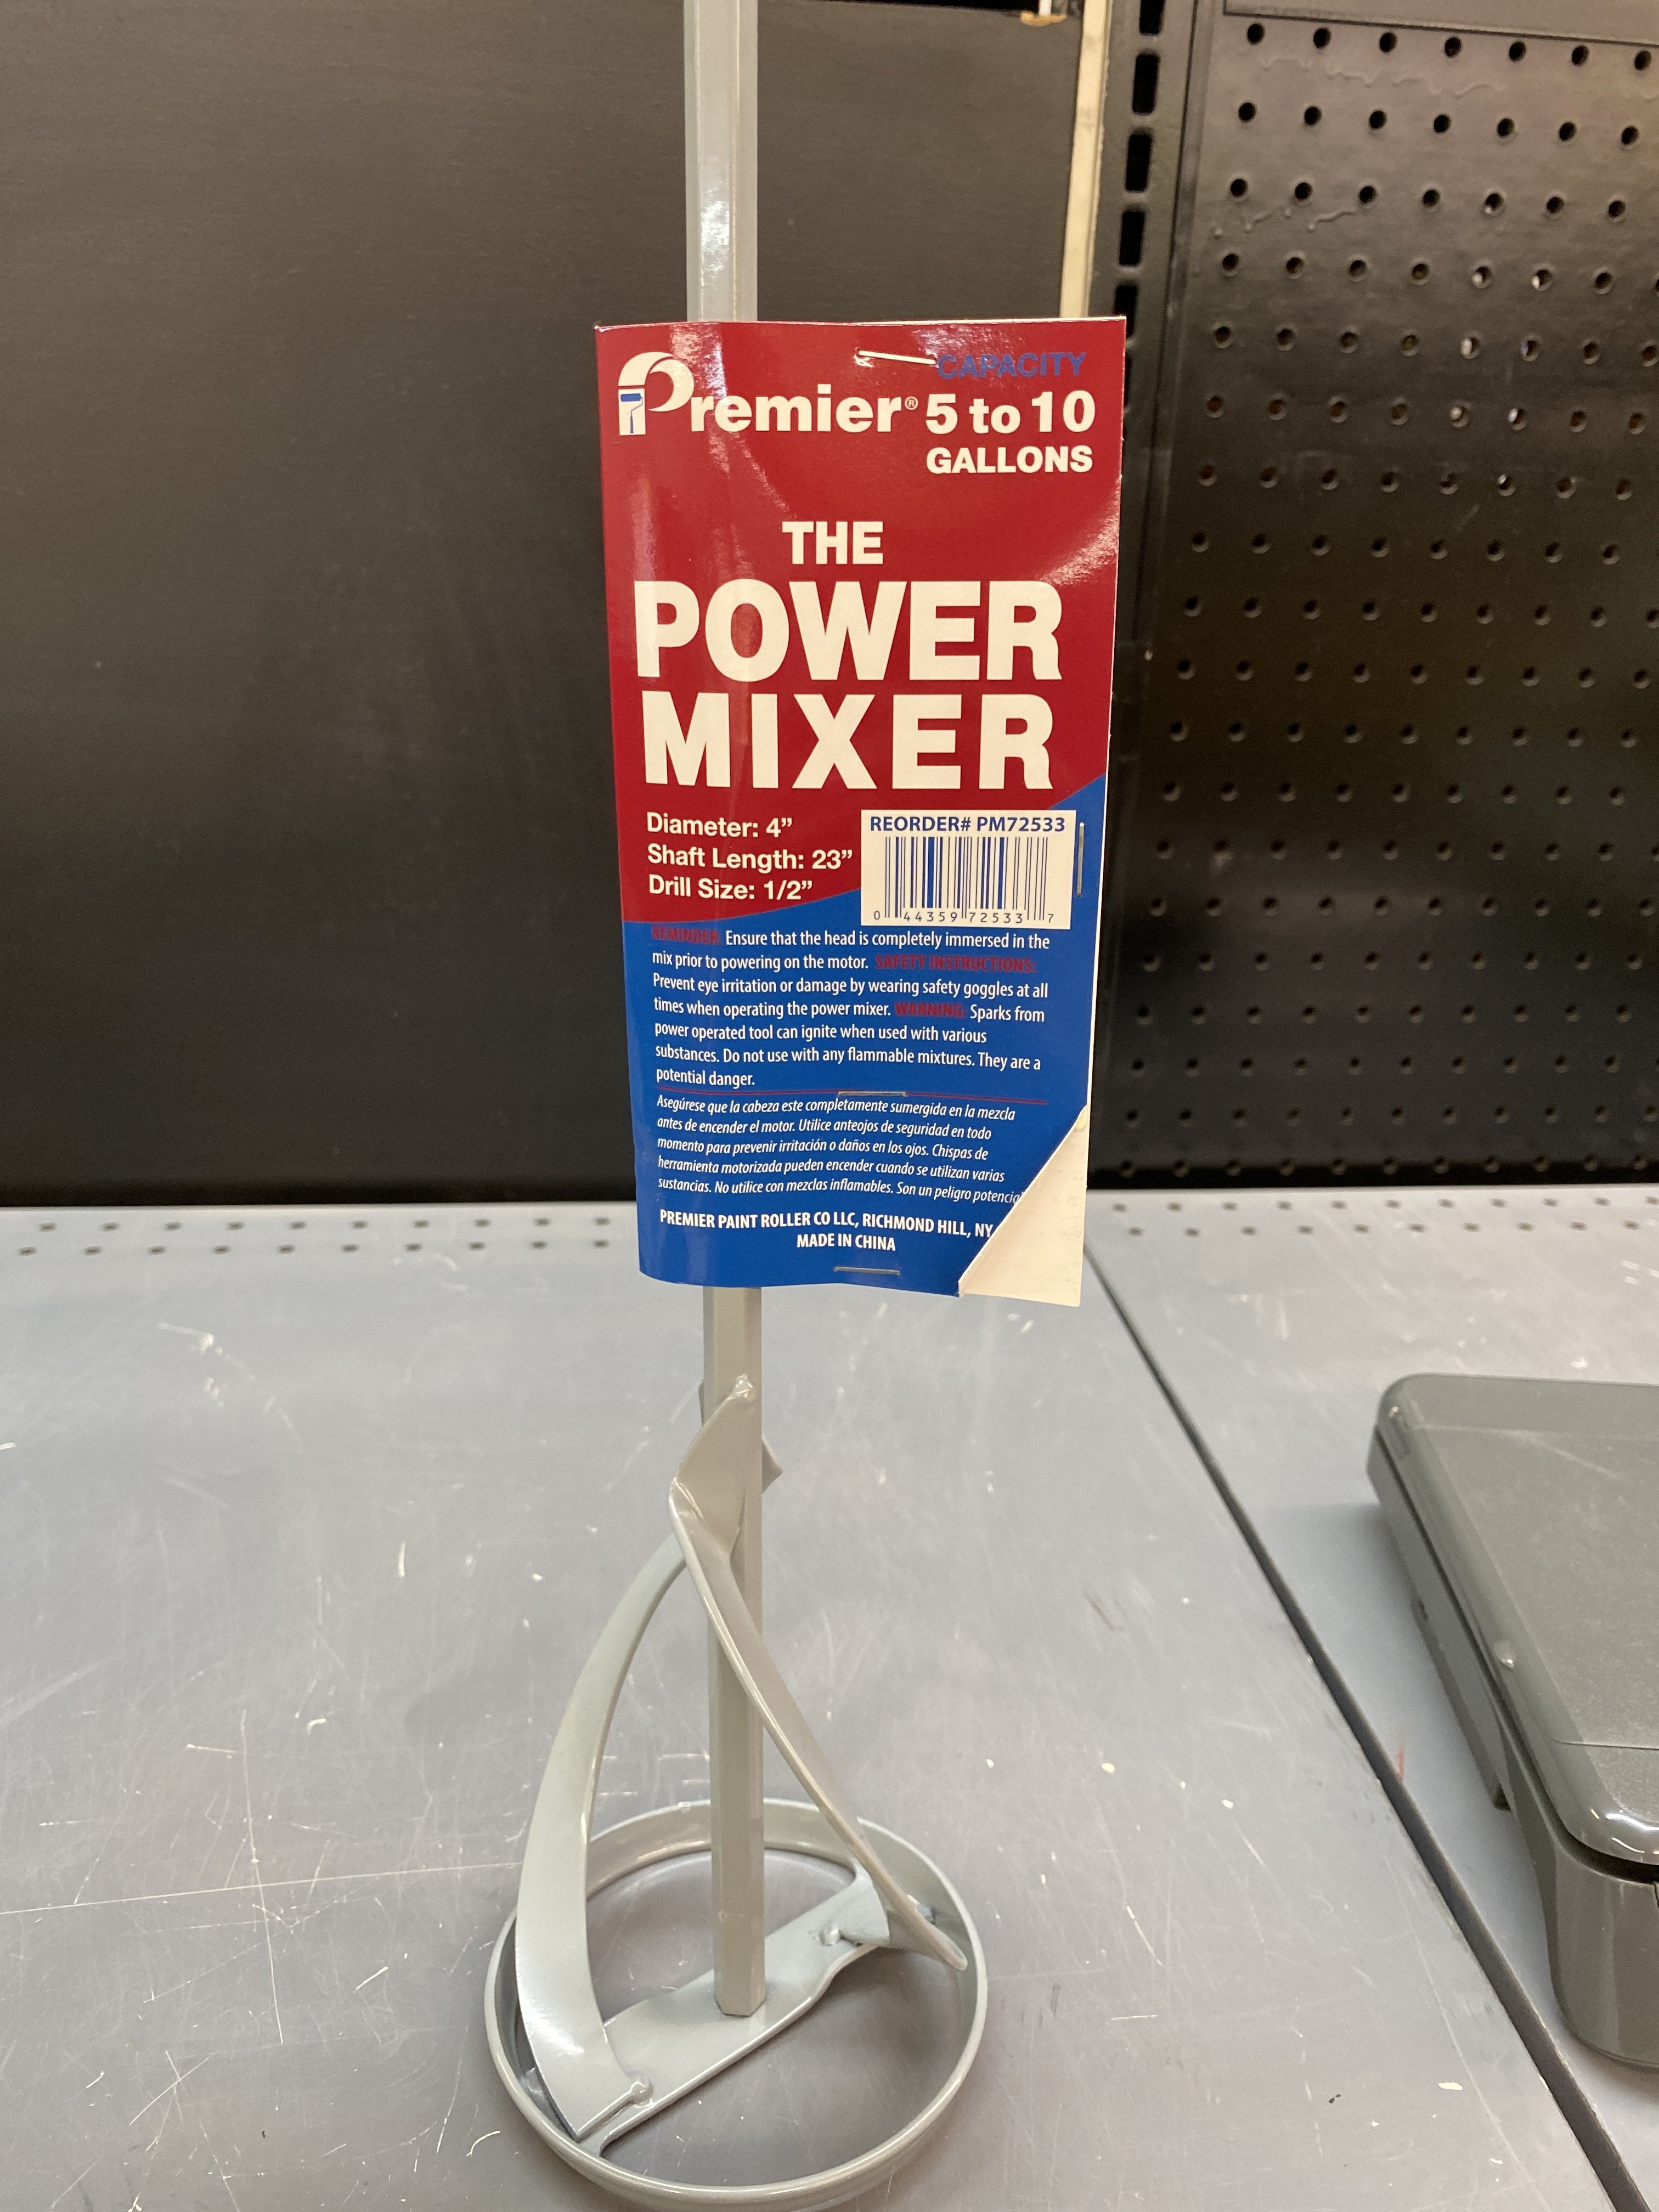 CAPACITY
Premier® 5 to 10
GALLONS
THE
POWER
MIXER
Diameter: 4"
Shaft Length: 23"
Drill Size: 1/2"
REORDER# PM72533
0 44359 72533 7
REMINDER: Ensure that the head is completely immersed in the
mix prior to powering on the motor. SAFETY INSTRUCTIONS:
Prevent eye irritation or damage by wearing safety goggles at all
times when operating the power mixer. WARNING: Sparks from
power operated tool can ignite when used with various
substances. Do not use with any flammable mixtures. They are a
potential danger.
Asegúrese que la cabeza este completamente sumergida en la mezcla
antes de encender el motor. Utilice anteojos de seguridad en todo
momento para prevenir irritación o daños en los ojos. Chispas de
herramienta motorizada pueden encender cuando se utilizan varias
sustancias. No utilice con mezclas inflamables. Son un peligro potencial
PREMIER PAINT ROLLER CO LLC, RICHMOND HILL, NY
MADE IN CHINA